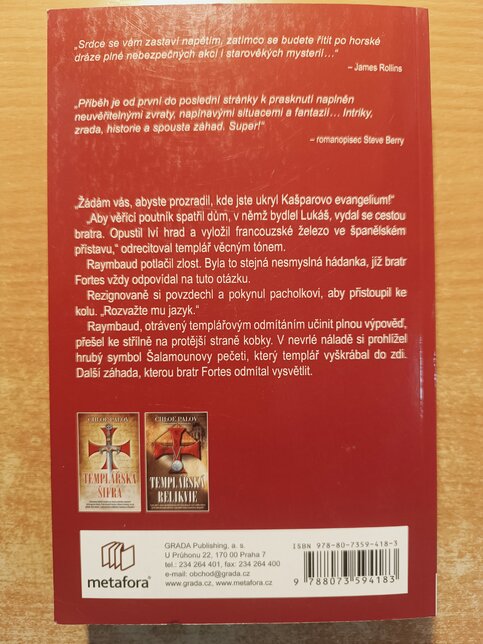 „Srdce se vám zastaví napětím, zatímco se budete řítit po horské
dráze plné nebezpečných akcí i starověkých mysterií...“
– James Rollins
„Příběh je od první do poslední stránky k prasknutí naplněn
neuvěřitelnými zvraty, napínavými situacemi a fantazií... Intriky,
zrada, historie a spousta záhad. Super!“
– romanopisec Steve Berry
„Žádám vás, abyste prozradil, kde jste ukryl Kašparovo evangelium!“
„Aby věřící poutník spatřil dům, v němž bydlel Lukáš, vydal se cestou
bratra. Opustil lví hrad a vyložil francouzské železo ve španělském
přístavu,“ odrecitoval templář věcným tónem.
Raymbaud potlačil zlost. Byla to stejná nesmyslná hádanka, jíž bratr
Fortes vždy odpovídal na tuto otázku.
Rezignovaně si povzdechl a pokynul pacholkovi, aby přistoupil ke
kolu. „Rozvažte mu jazyk.“
Raymbaud, otrávený templářovým odmítáním učinit plnou výpověď,
přešel ke střílně na protější straně kobky. V nevrlé náladě si prohlížel
hrubý symbol Šalamounovy pečeti, který templář vyškrábal do zdi.
Další záhada, kterou bratr Fortes odmítal vysvětlit.
CHLOE PALOV
TEMPLÁŘSKÁ
ŠIFRA
CHLOE PALOV
TEMPLÁŘSKÁ
RELIKVIE
metafora®
GRADA Publishing, a. s.
U Průhonu 22, 170 00 Praha 7
tel.: 234 264 401, fax: 234 264 400
e-mail: obchod@grada.cz
www.grada.cz, www.metafora.cz
ISBN 978-80-7359-418-3
9 788073 594183